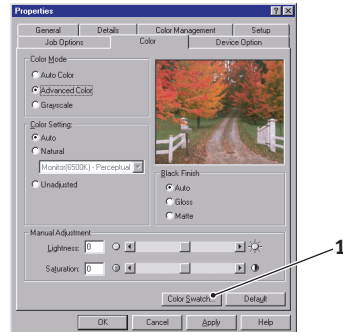 Properties
General Details Color Management Setup
Job Options Color Device Option
Color Mode
Auto Color
Advanced Color
Grayscale
Color Setting:
Auto
Natural
Monitor(6500K) - Perceptual
Unadjusted
Black Finish
Auto
Gloss
Matte
Manual Adjustment
Lightness: 0
Saturation: 0
1
Color Swatch... Default
OK Cancel Apply Help